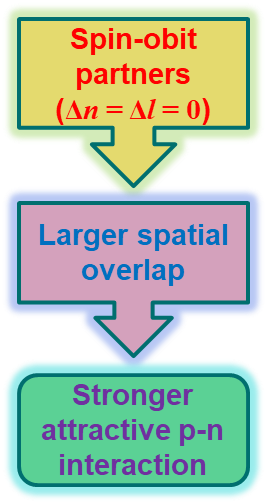 Spin-obit
partners
(Δn = Δl = 0)
Larger spatial
overlap
Stronger
attractive p-n
interaction